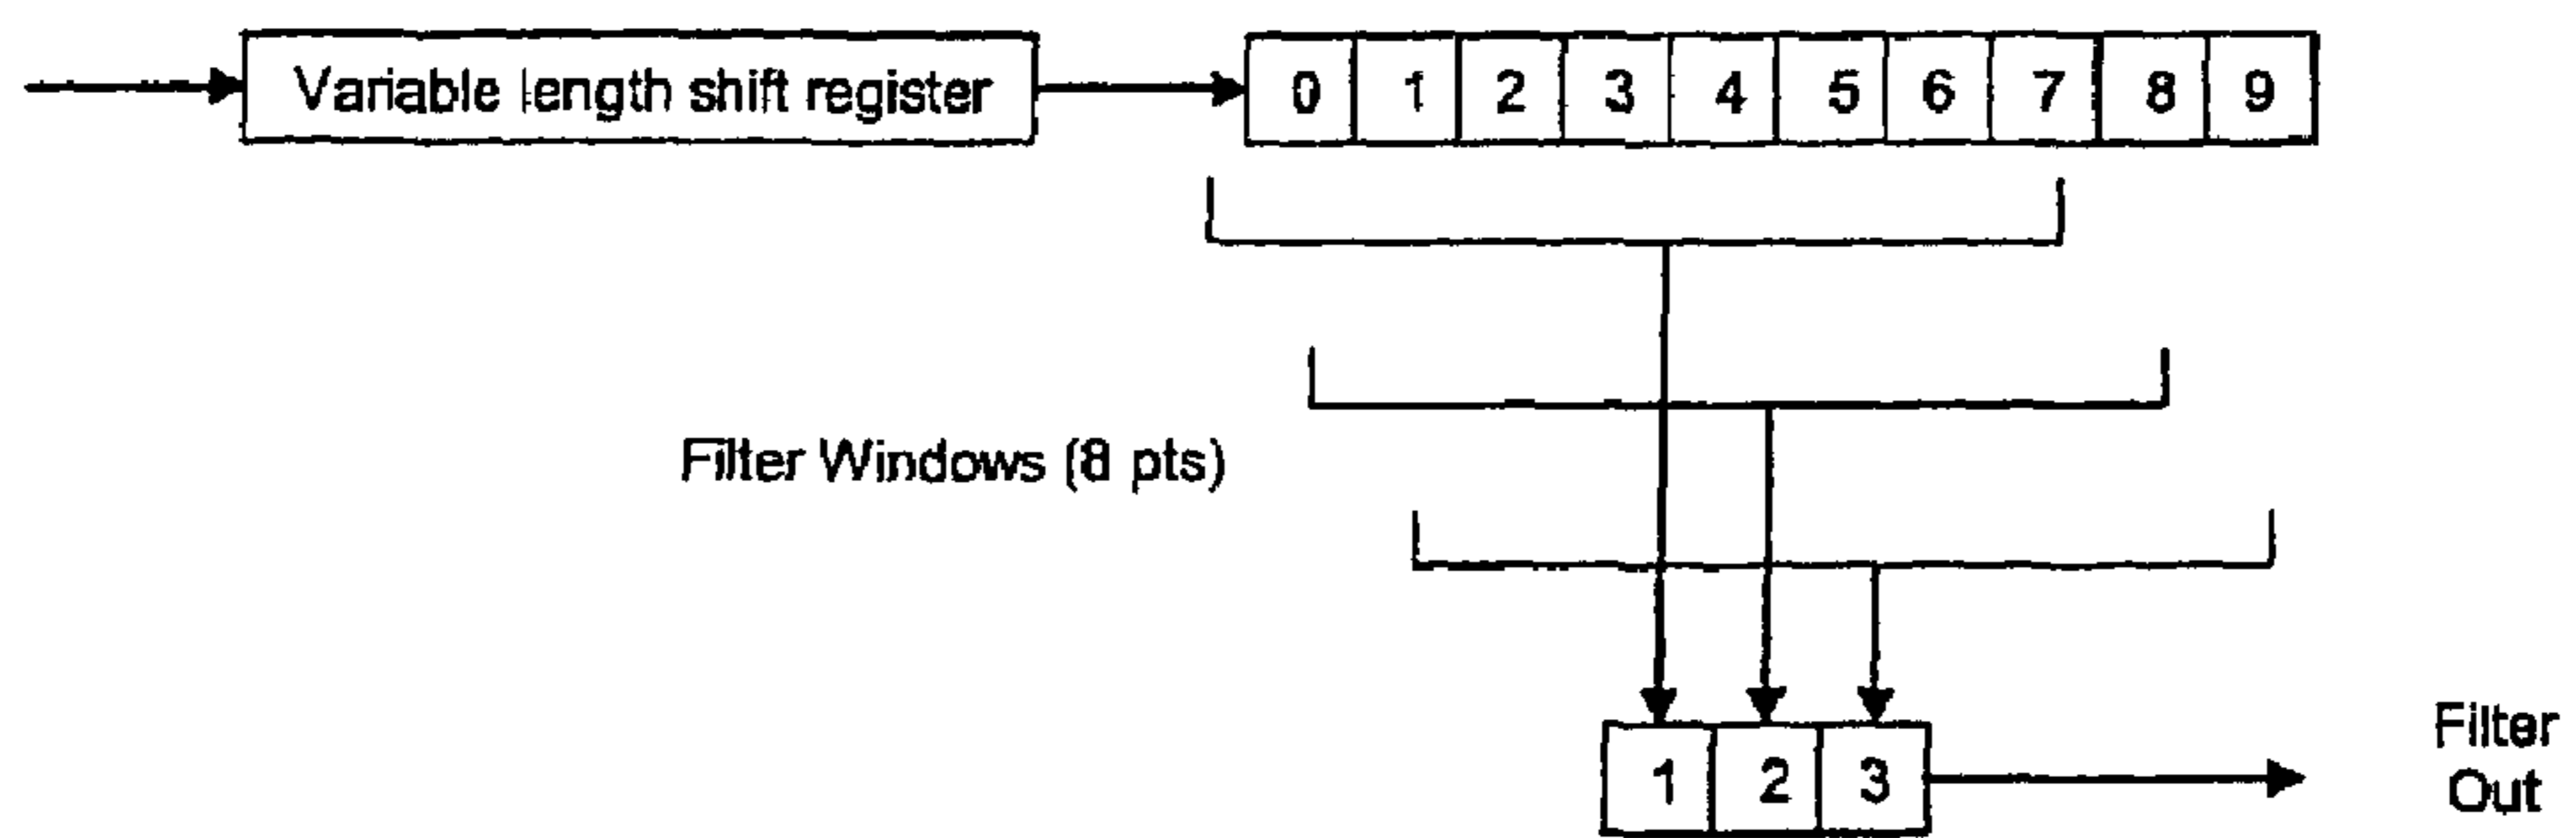 Variable length shift register
0 1 2 3 4 5 6 7 8 9
Filter Windows (8 pts)
1 2 3
Filter
Out